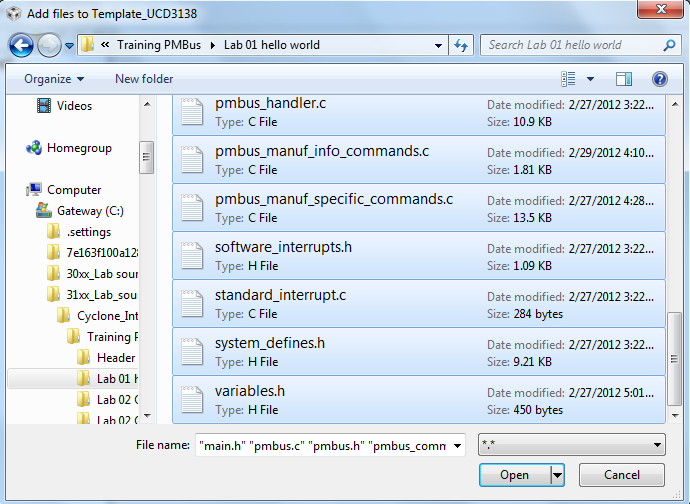 Add files to Template_UCD3138
« Training PMBus Lab 01 hello world
Search Lab 01 hello world
Organize New folder
Videos
Homegroup
Computer
Gateway (C:)
.settings
7e163f100a128
30xx_Lab sour
31xx_Lab_sou
Cyclone_Int
Training P
Header
Lab 01 h
Lab 02 C
Lab 02 C
pmbus_handler.c
Type: C File
Date modified: 2/27/2012 3:22...
Size: 10.9 KB
pmbus_manuf_info_commands.c
Type: C File
Date modified: 2/29/2012 4:10...
Size: 1.81 KB
pmbus_manuf_specific_commands.c
Type: C File
Date modified: 2/27/2012 4:28...
Size: 13.5 KB
software_interrupts.h
Type: H File
Date modified: 2/27/2012 3:22...
Size: 1.09 KB
standard_interrupt.c
Type: C File
Date modified: 2/27/2012 3:22...
Size: 284 bytes
system_defines.h
Type: H File
Date modified: 2/27/2012 3:22...
Size: 9.21 KB
variables.h
Type: H File
Date modified: 2/27/2012 5:01...
Size: 450 bytes
File name: "main.h" "pmbus.c" "pmbus.h" "pmbus_comm
*.*
Open
Cancel